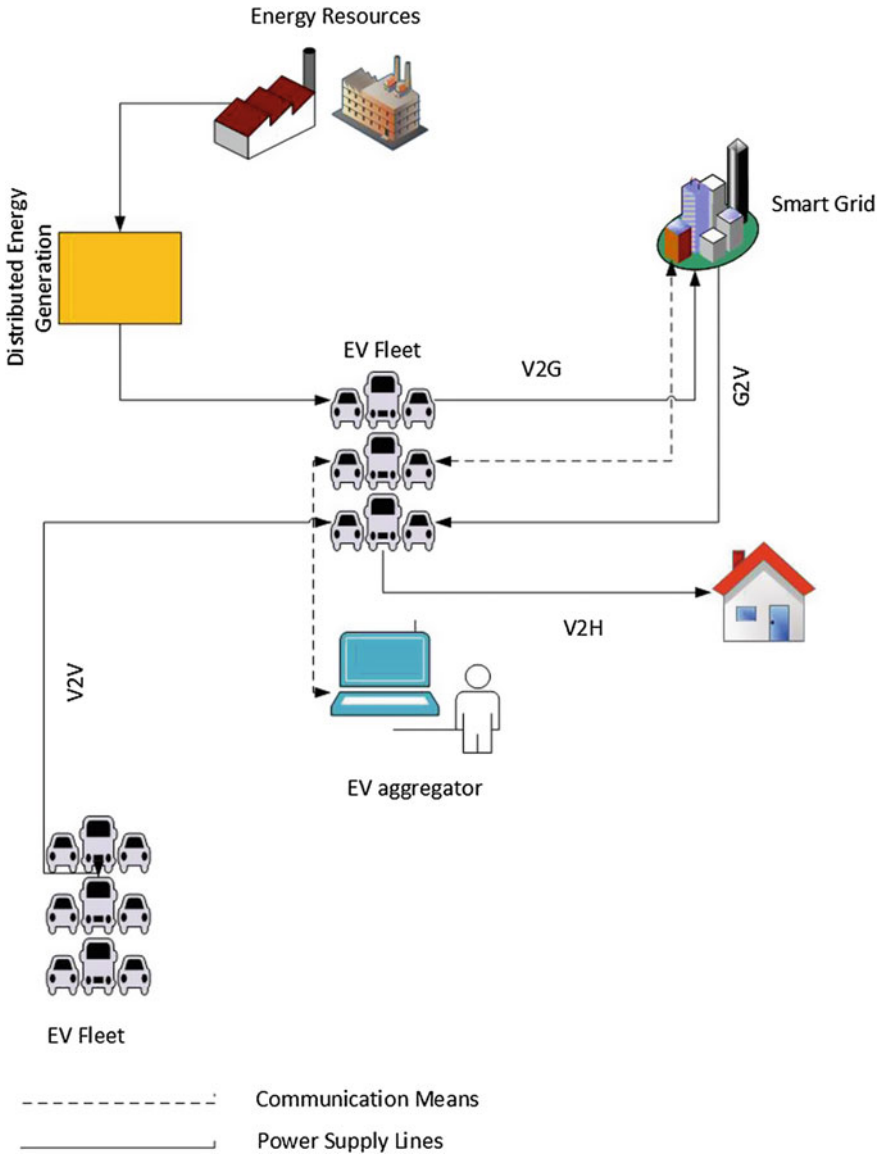 Energy Resources
Smart Grid
Distributed Energy
Generation
EV Fleet
V2G
G2V
V2H
V2V
EV aggregator
EV Fleet
Communication Means
Power Supply Lines